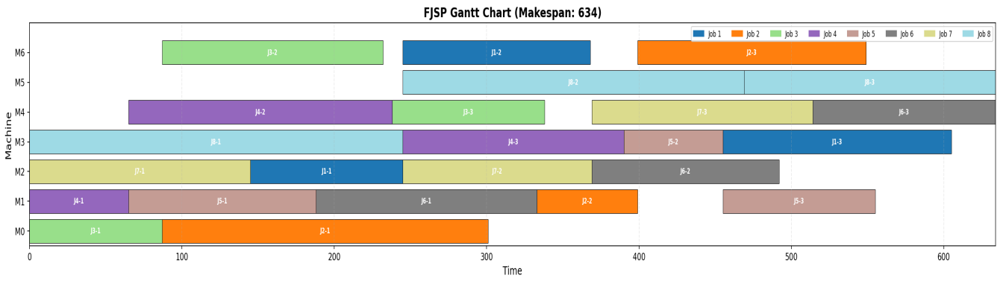 FJSP Gantt Chart (Makespan: 634)
Job 1 Job 2 Job 3 Job 4 Job 5 Job 6 Job 7 Job 8
M6 J3-2 J1-2 J2-3
M5 J8-2 J8-3
M4 J4-2 J3-3 J7-3 J6-3
M3 J8-1 J4-3 J5-2 J1-3
M2 J7-1 J1-1 J7-2 J6-2
M1 J4-1 J5-1 J6-1 J2-2 J5-3
M0 J3-1 J2-1
Machine
0 100 200 300 400 500 600
Time